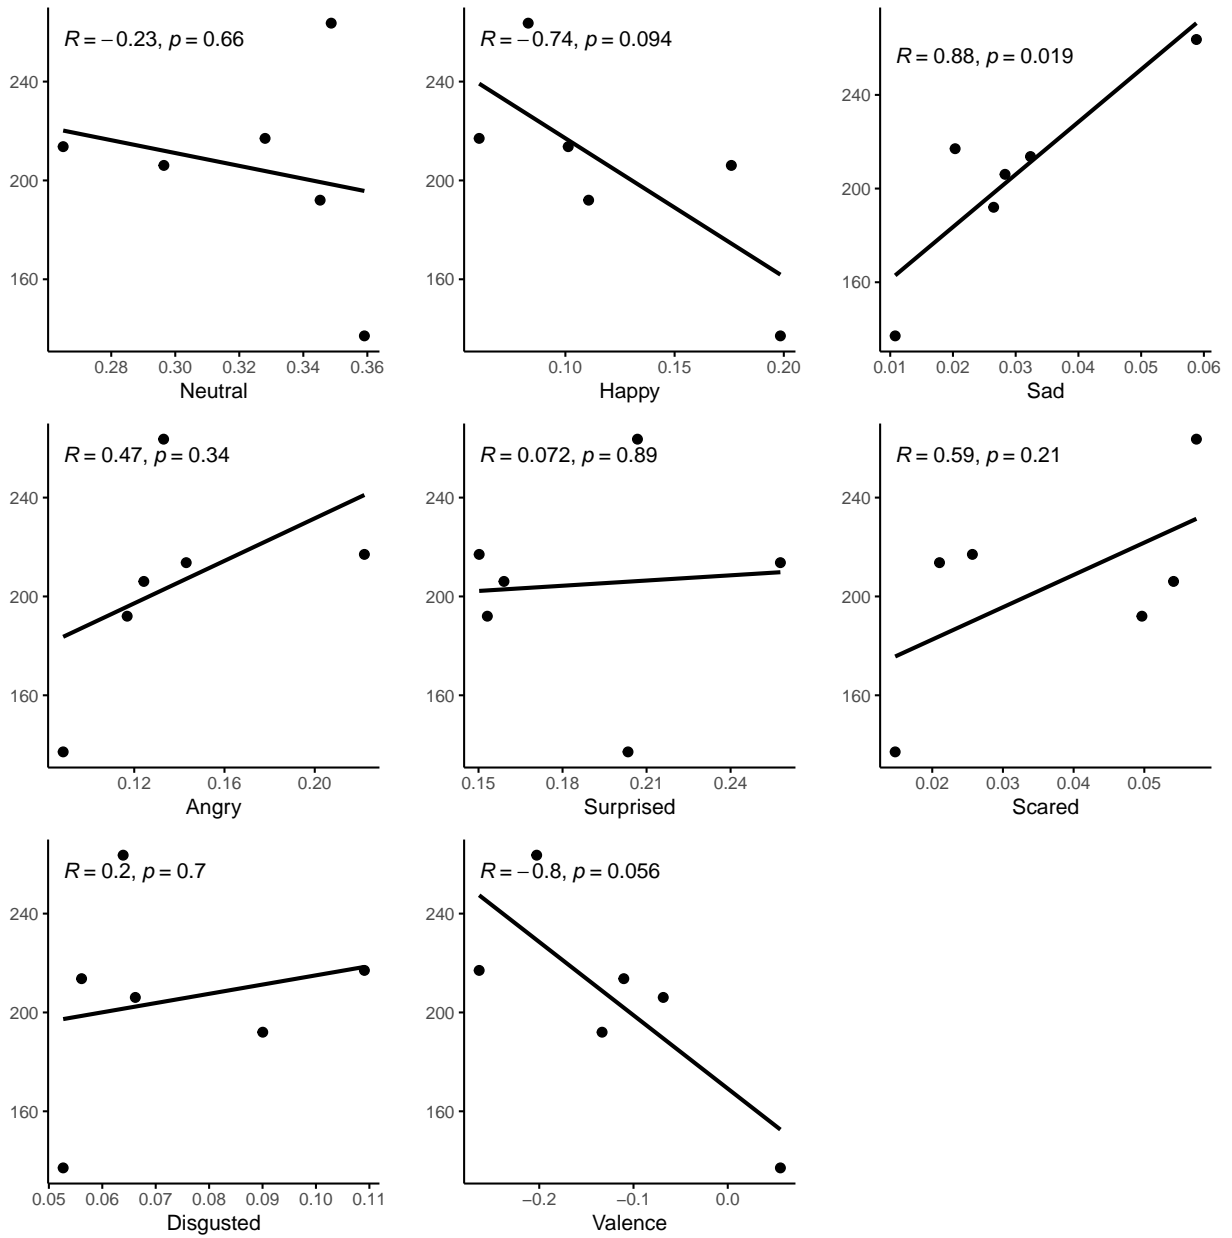 R = −0.23, p = 0.66
240
200
160
0.28 0.30 0.32 0.34 0.36
Neutral
R = −0.74, p = 0.094
240
200
160
0.10 0.15 0.20
Happy
R = 0.88, p = 0.019
240
200
160
0.01 0.02 0.03 0.04 0.05 0.06
Sad
R = 0.47, p = 0.34
240
200
160
0.12 0.16 0.20
Angry
R = 0.072, p = 0.89
240
200
160
0.15 0.18 0.21 0.24
Surprised
R = 0.59, p = 0.21
240
200
160
0.02 0.03 0.04 0.05
Scared
R = 0.2, p = 0.7
240
200
160
0.05 0.06 0.07 0.08 0.09 0.10 0.11
Disgusted
R = −0.8, p = 0.056
240
200
160
−0.2 −0.1 0.0
Valence